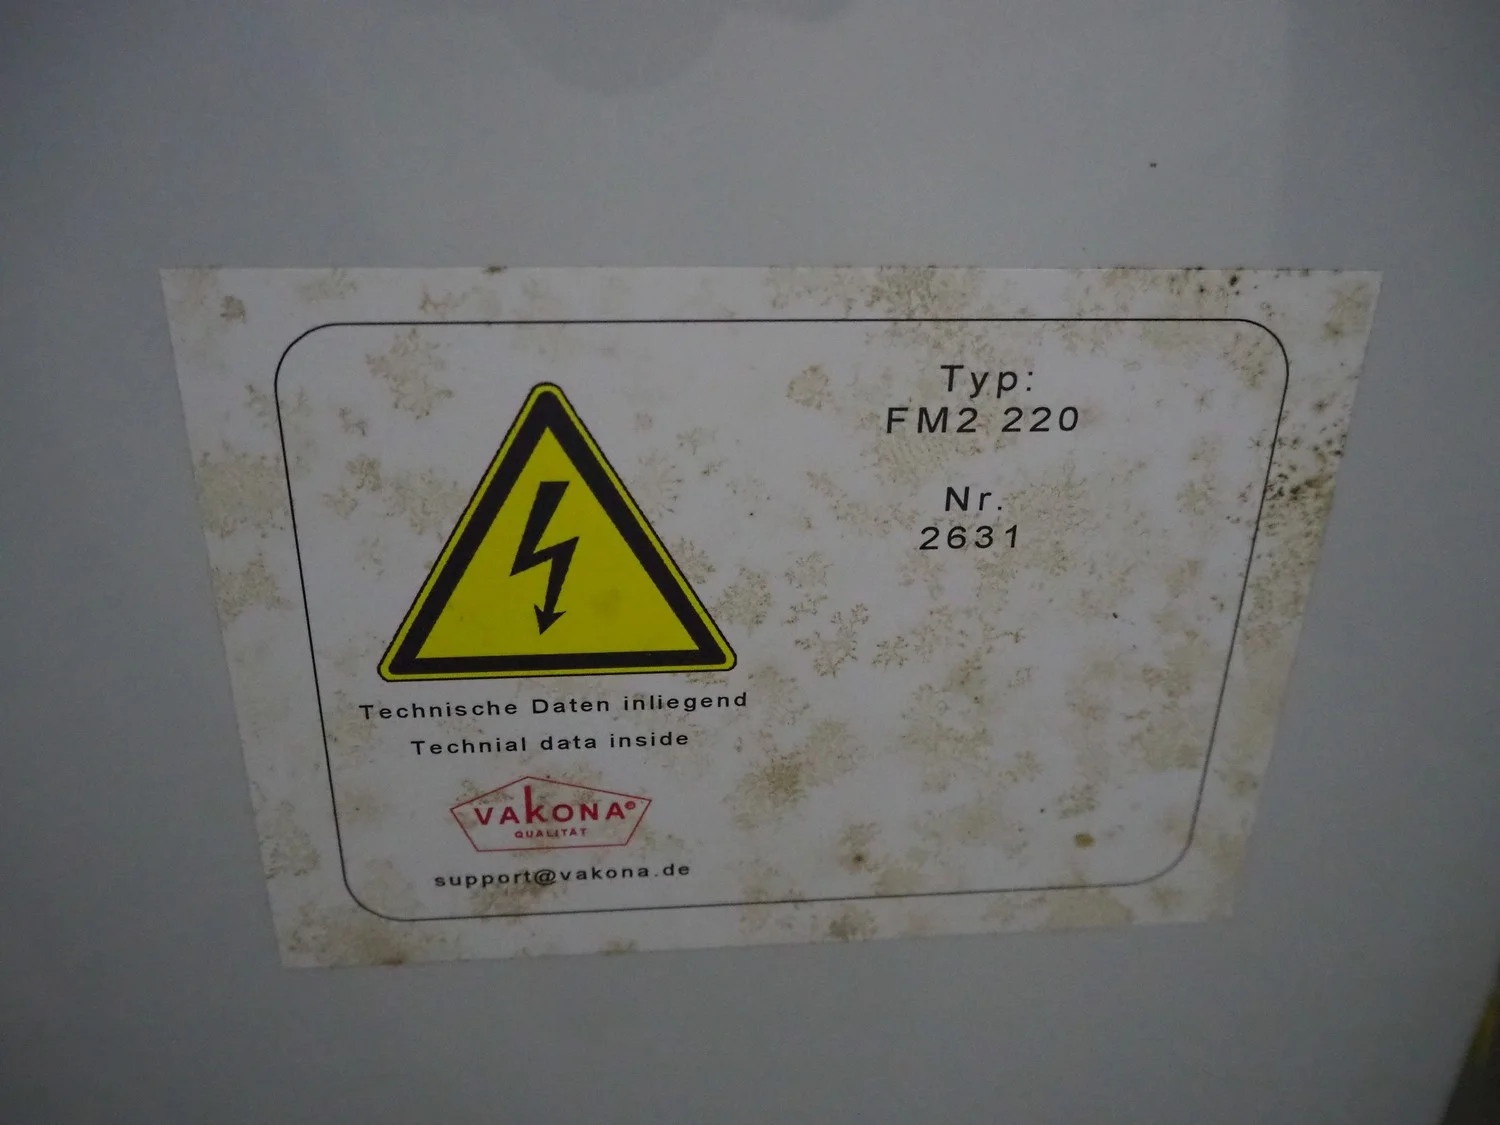 Typ:
FM2 220
Nr.
2631
Technische Daten inliegend
Technial data inside
VAKONA®
QUALITÄT
support@vakona.de